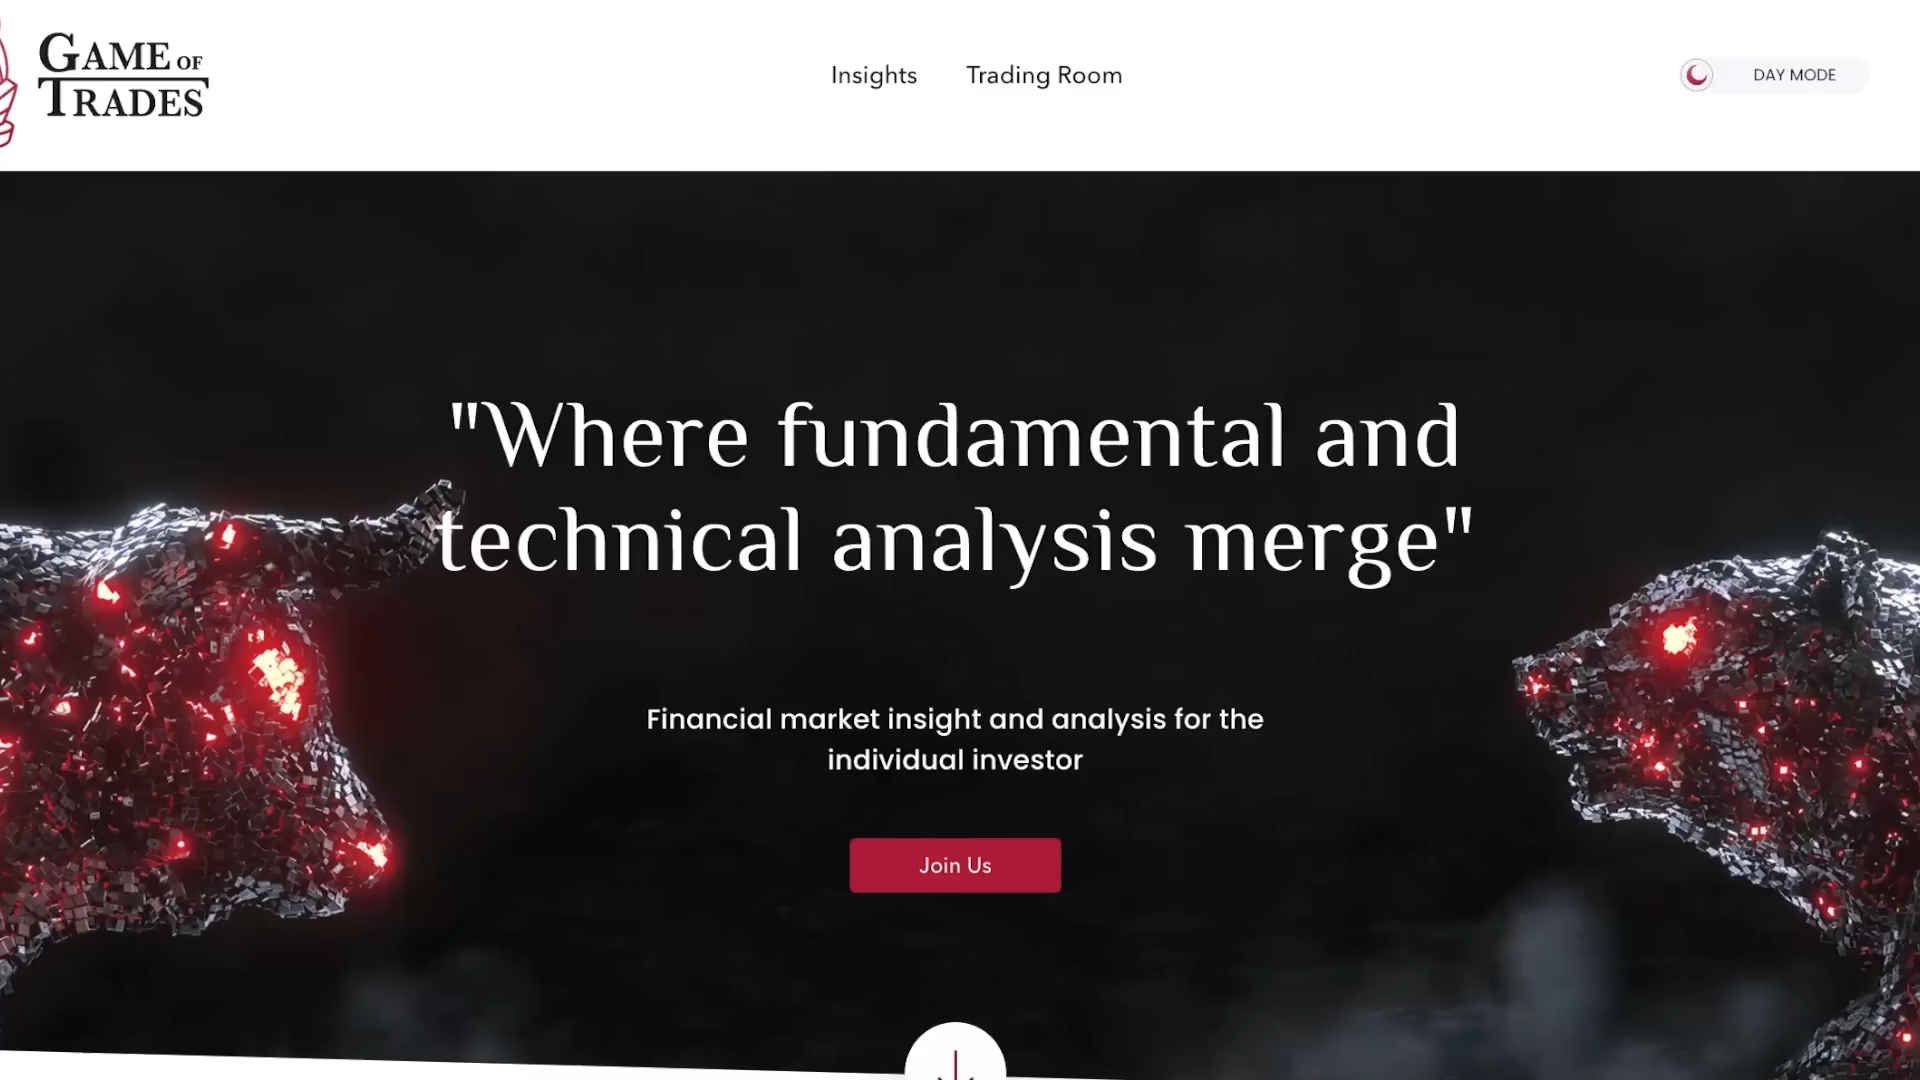 GAME OF
TRADES
Insights
Trading Room
DAY MODE
"Where fundamental and
technical analysis merge"
Financial market insight and analysis for the
individual investor
Join Us